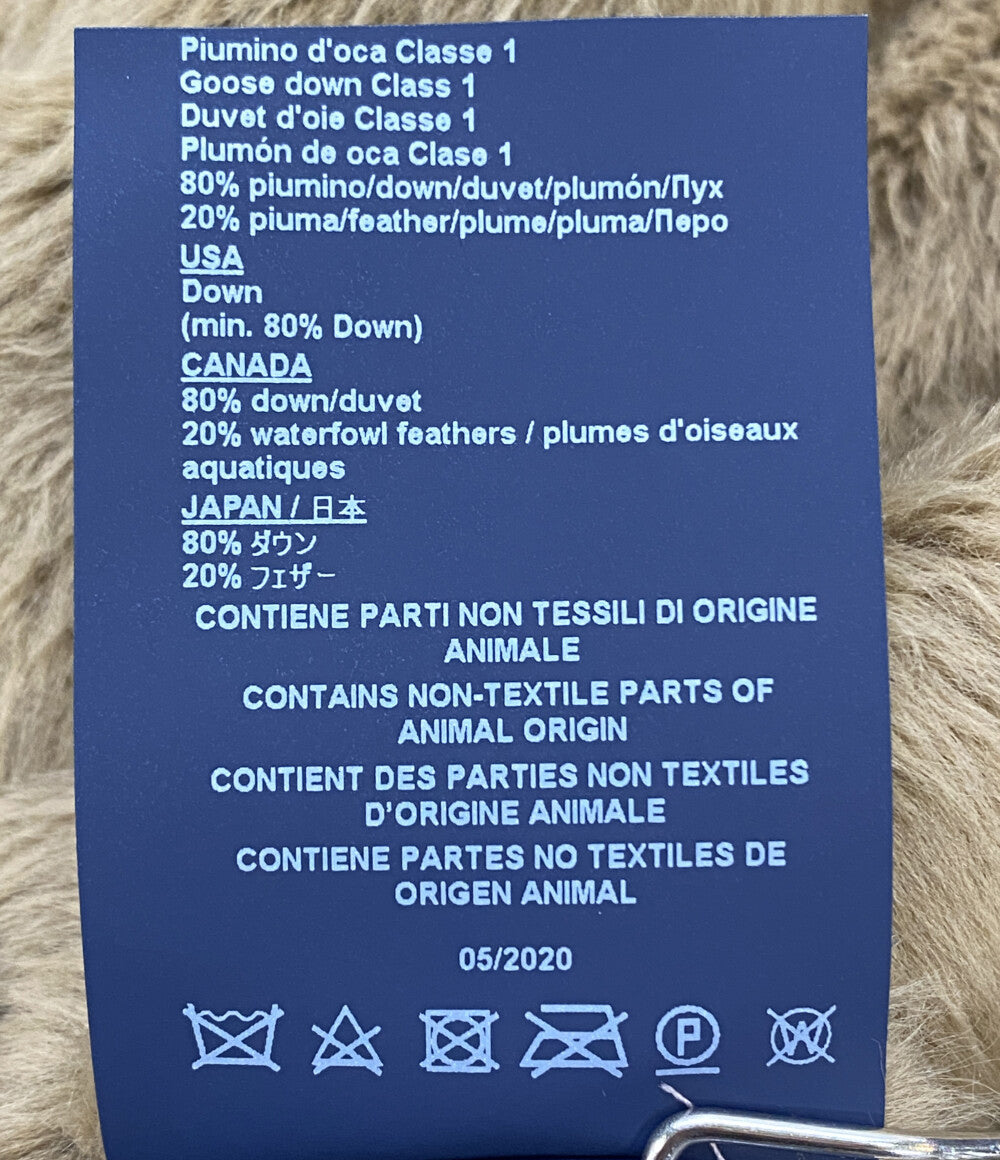 Piumino d'oca Classe 1
Goose down Class 1
Duvet d'oie Classe 1
Plumón de oca Clase 1
80% piumino/down/duvet/plumón/Пух
20% piuma/feather/plume/pluma/Перо
USA
Down
(min. 80% Down)
CANADA
80% down/duvet
20% waterfowl feathers / plumes d'oiseaux
aquatiques
JAPAN / 日本
80% ダウン
20% フェザー
CONTIENE PARTI NON TESSILI DI ORIGINE
ANIMALE
CONTAINS NON-TEXTILE PARTS OF
ANIMAL ORIGIN
CONTIENT DES PARTIES NON TEXTILES
D'ORIGINE ANIMALE
CONTIENE PARTES NO TEXTILES DE
ORIGEN ANIMAL
05/2020
P W